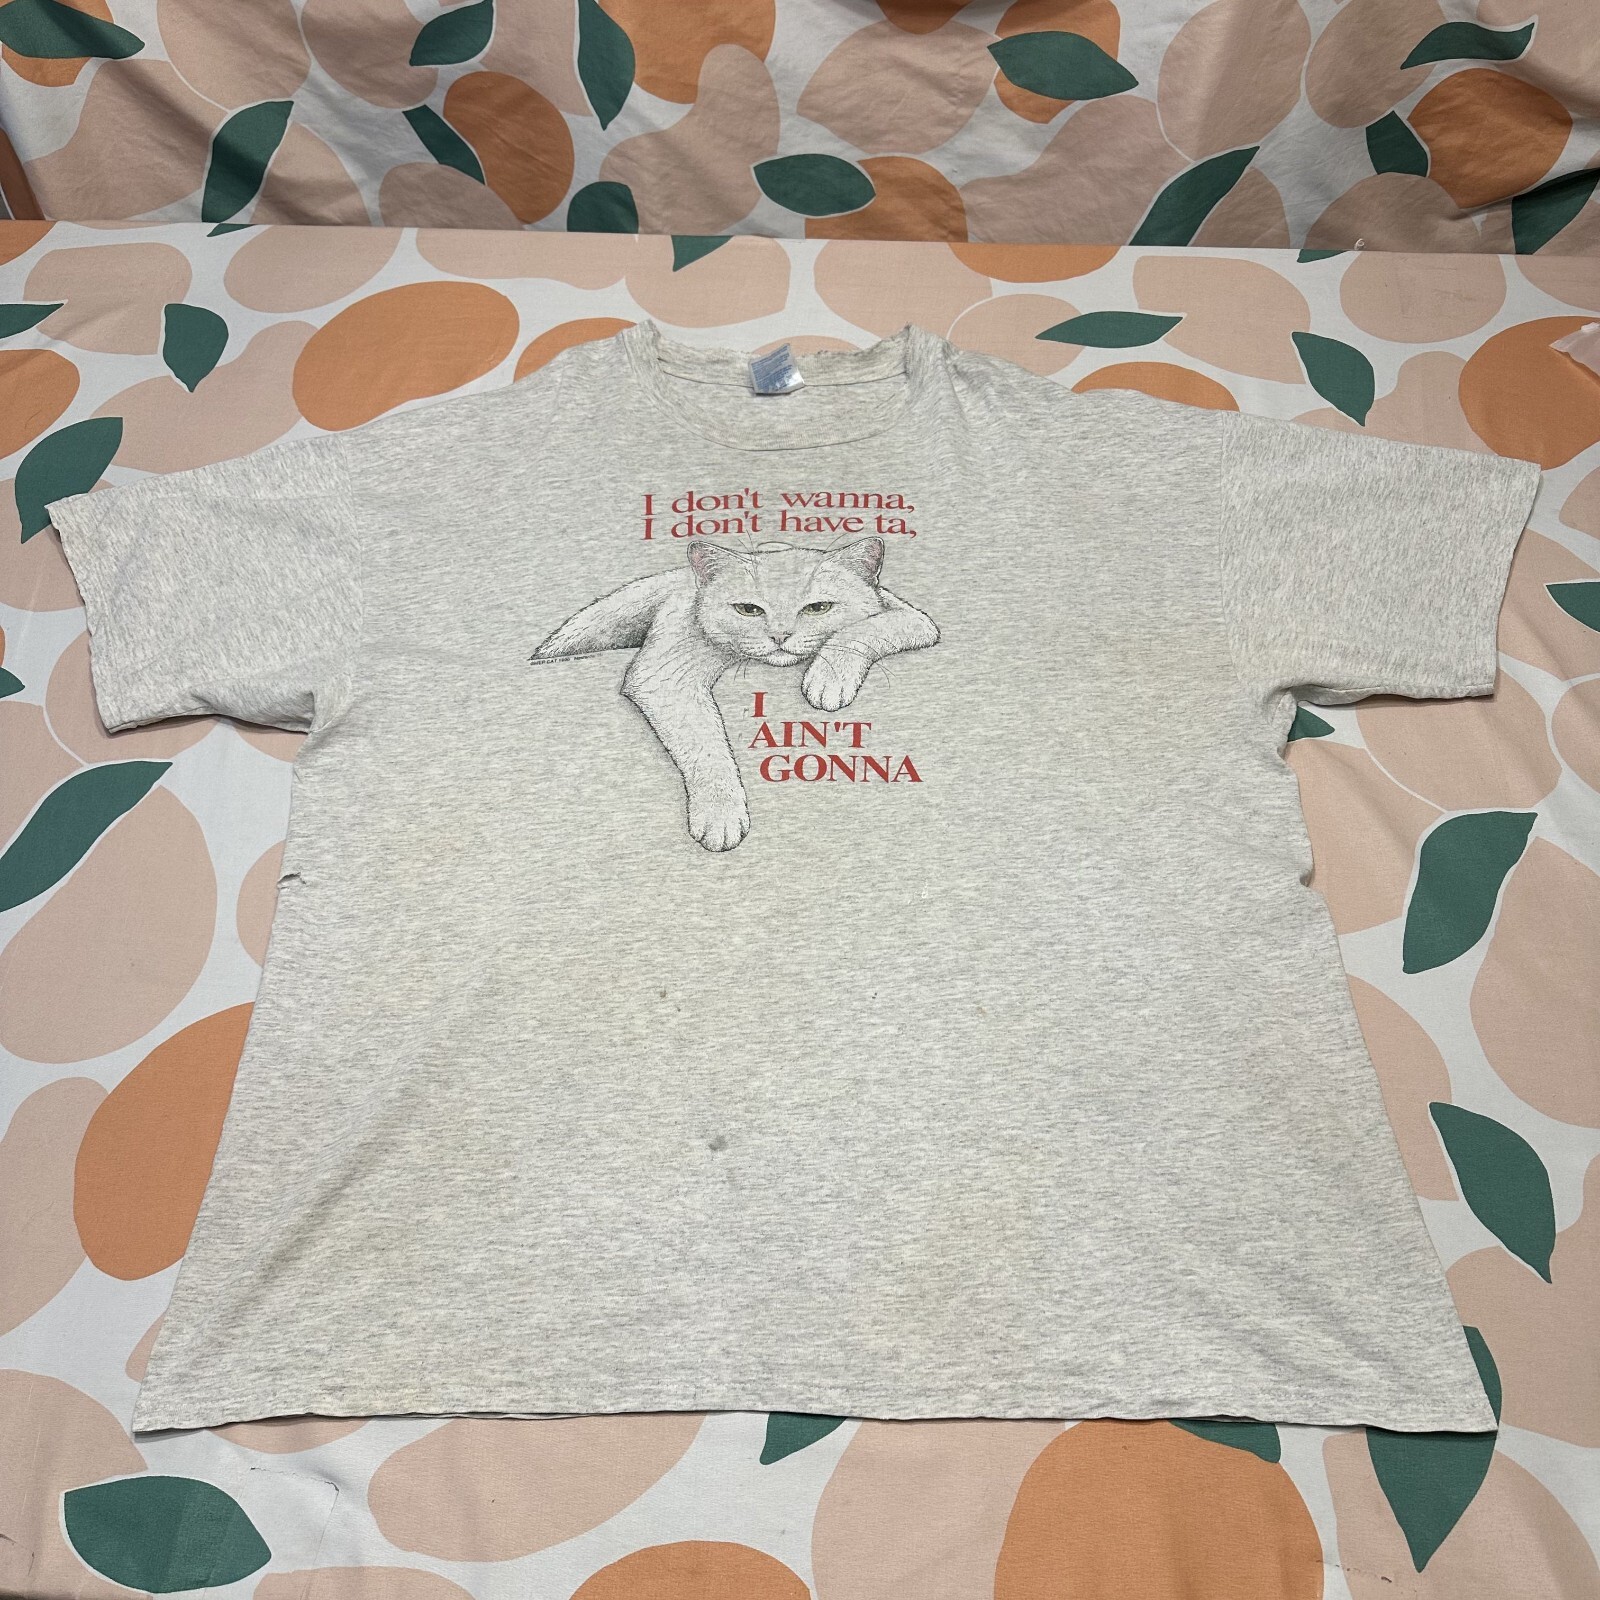 I don't wanna,
I don't have ta,
I
AIN'T
GONNA